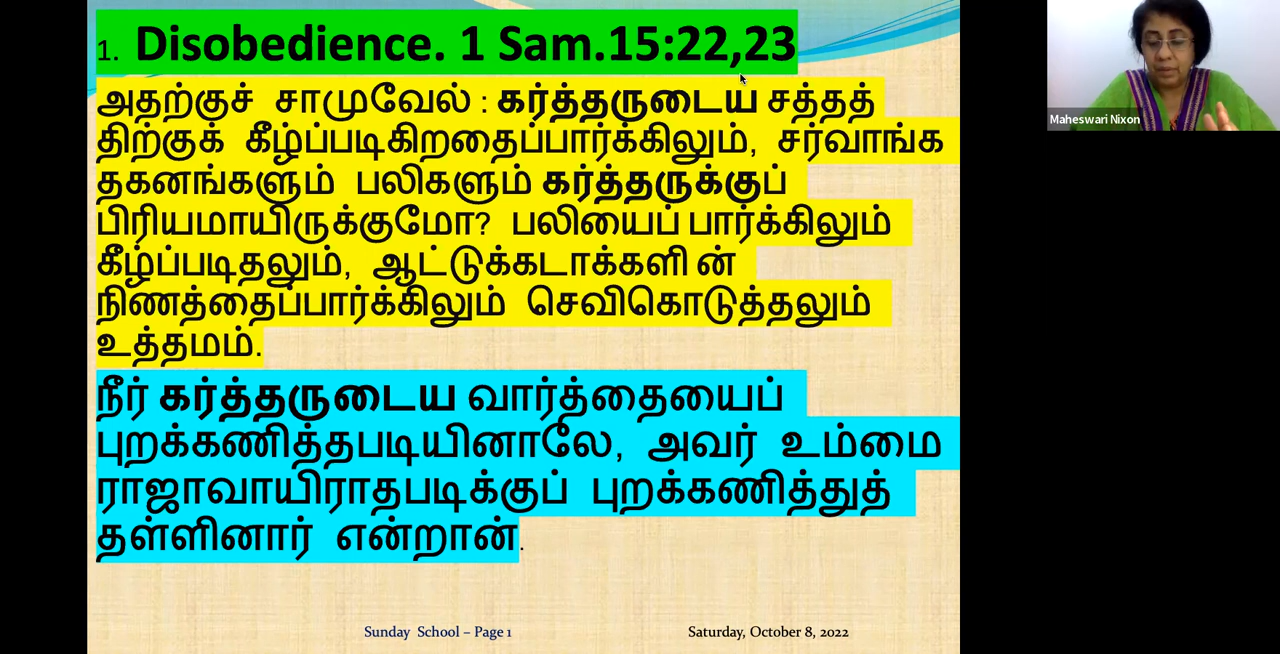 1. Disobedience. 1 Sam.15:22,23
அதற்குச் சாமுவேல் : கர்த்தருடைய சத்தத்
திற்குக் கீழ்ப்படிகிறதைப்பார்க்கிலும், சர்வாங்க
தகனங்களும் பலிகளும் கர்த்தருக்குப்
பிரியமாயிருக்குமோ? பலியைப் பார்க்கிலும்
கீழ்ப்படிதலும், ஆட்டுக்கடாக்களி ன்
நிணத்தைப்பார்க்கிலும் செவிகொடுத்தலும்
உத்தமம்.
நீர் கர்த்தருடைய வார்த்தையைப்
புறக்கணித்தபடியினாலே, அவர் உம்மை
ராஜாவாயிராதபடிக்குப் புறக்கணித்துத்
தள்ளினார் என்றான்.
Sunday School – Page 1
Saturday, October 8, 2022
Maheswari Nixon